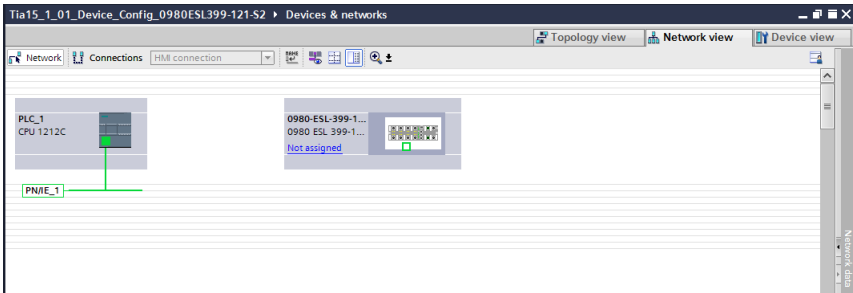 Tia15_1_01_Device_Config_0980ESL399-121-S2 ▸ Devices & networks
Topology view Network view Device view
Network Connections HMI connection
PLC_1
CPU 1212C
0980-ESL-399-1...
0980 ESL 399-1...
Not assigned
PN/IE_1
Network data